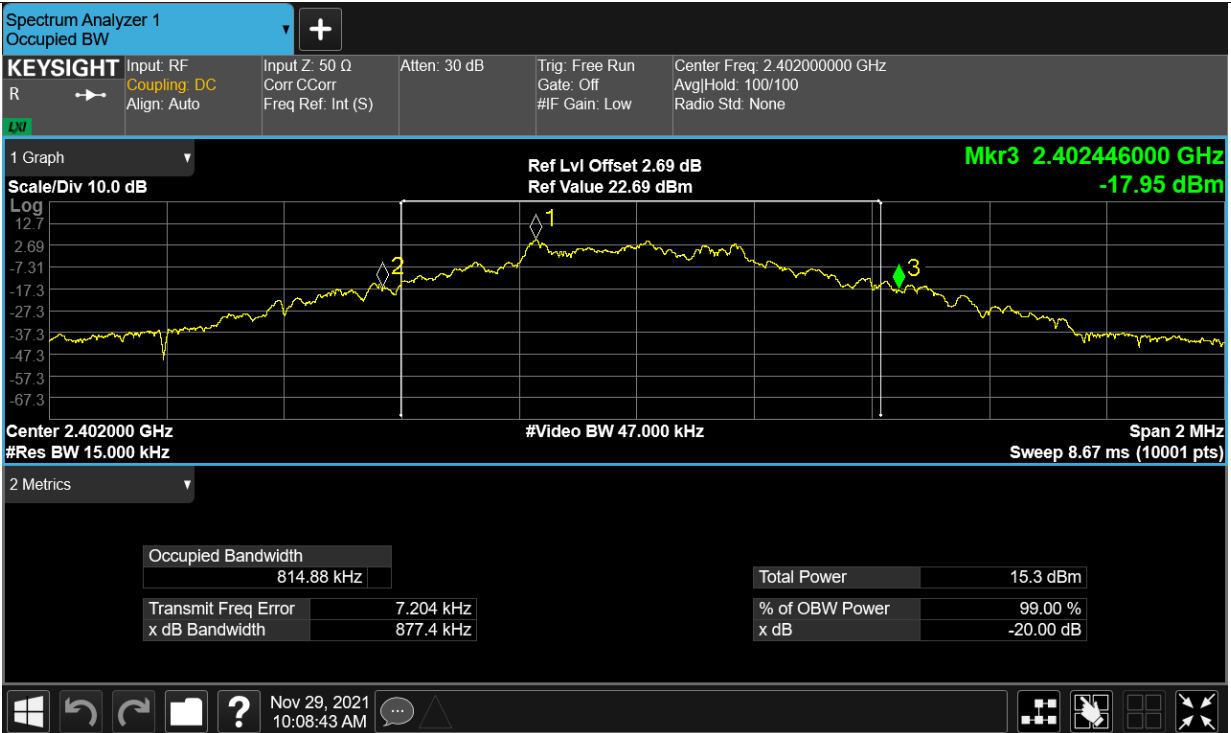 Spectrum Analyzer 1
Occupied BW
KEYSIGHT
R
LXI
Input: RF
Coupling: DC
Align: Auto
Input Z: 50 Ω
Corr CCorr
Freq Ref: Int (S)
Atten: 30 dB
Trig: Free Run
Gate: Off
#IF Gain: Low
Center Freq: 2.402000000 GHz
Avg|Hold: 100/100
Radio Std: None
1 Graph
Scale/Div 10.0 dB
Ref Lvl Offset 2.69 dB
Ref Value 22.69 dBm
Mkr3 2.402446000 GHz
-17.95 dBm
Log
12.7
2.69
-7.31
-17.3
-27.3
-37.3
-47.3
-57.3
-67.3
1
2
3
Center 2.402000 GHz
#Video BW 47.000 kHz
Span 2 MHz
#Res BW 15.000 kHz
Sweep 8.67 ms (10001 pts)
2 Metrics
Occupied Bandwidth
814.88 kHz
Transmit Freq Error 7.204 kHz
x dB Bandwidth 877.4 kHz
Total Power 15.3 dBm
% of OBW Power 99.00 %
x dB -20.00 dB
Nov 29, 2021
10:08:43 AM